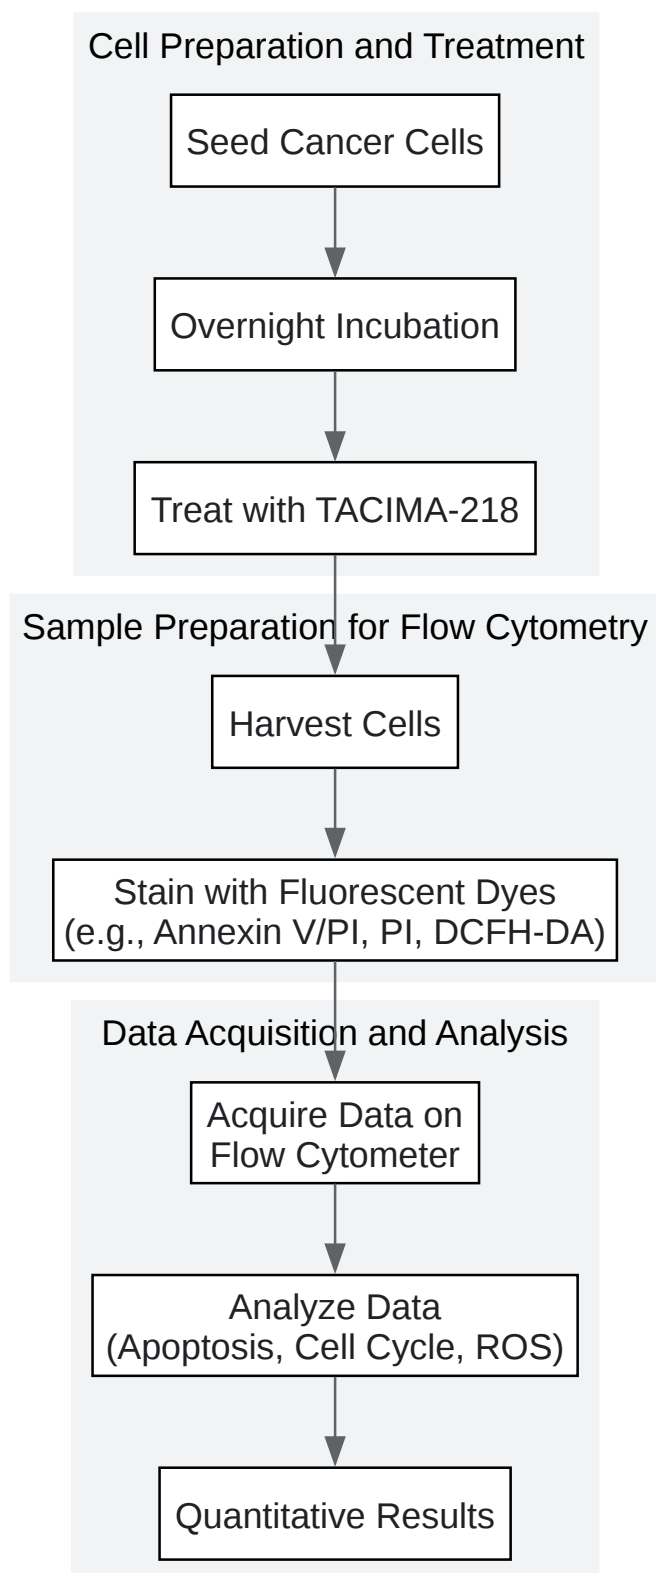 Cell Preparation and Treatment
Seed Cancer Cells
Overnight Incubation
Treat with TACIMA-218
Sample Preparation for Flow Cytometry
Harvest Cells
Stain with Fluorescent Dyes
(e.g., Annexin V/PI, PI, DCFH-DA)
Data Acquisition and Analysis
Acquire Data on
Flow Cytometer
Analyze Data
(Apoptosis, Cell Cycle, ROS)
Quantitative Results